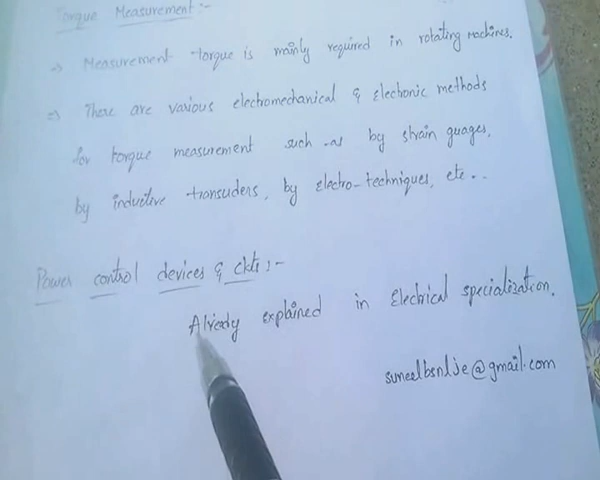 Torque Measurement:-
→ Measurement torque is mainly required in rotating machines.
⇒ There are various electromechanical & electronic methods
for torque measurement such as by strain guages,
by inductive transuders, by electro-techniques, etc..
Power control devices & ckts:-
Already explained in Electrical specialization.
suneelbsnlje@gmail.com